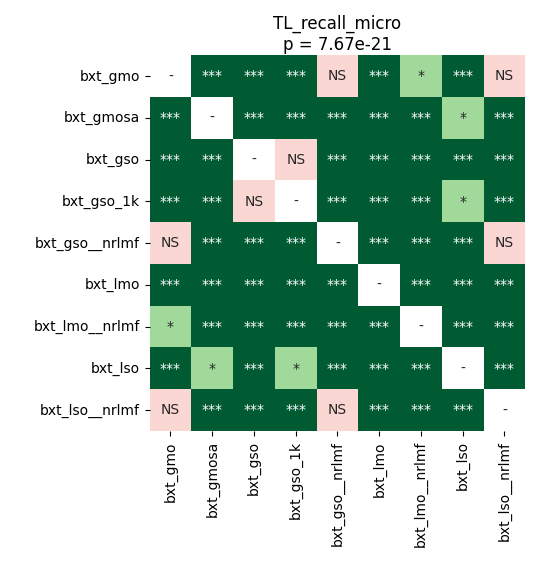 TL_recall_micro
p = 7.67e-21
bxt_gmo - *** *** *** NS *** * *** NS
bxt_gmosa *** - *** *** *** *** *** * ***
bxt_gso *** *** - NS *** *** *** *** ***
bxt_gso_1k *** *** NS - *** *** *** * ***
bxt_gso__nrlmf NS *** *** *** - *** *** *** NS
bxt_lmo *** *** *** *** *** - *** *** ***
bxt_lmo__nrlmf * *** *** *** *** *** - *** ***
bxt_lso *** * *** * *** *** *** - ***
bxt_lso__nrlmf NS *** *** *** NS *** *** *** -
bxt_gmo
bxt_gmosa
bxt_gso
bxt_gso_1k
bxt_gso__nrlmf
bxt_lmo
bxt_lmo__nrlmf
bxt_lso
bxt_lso__nrlmf